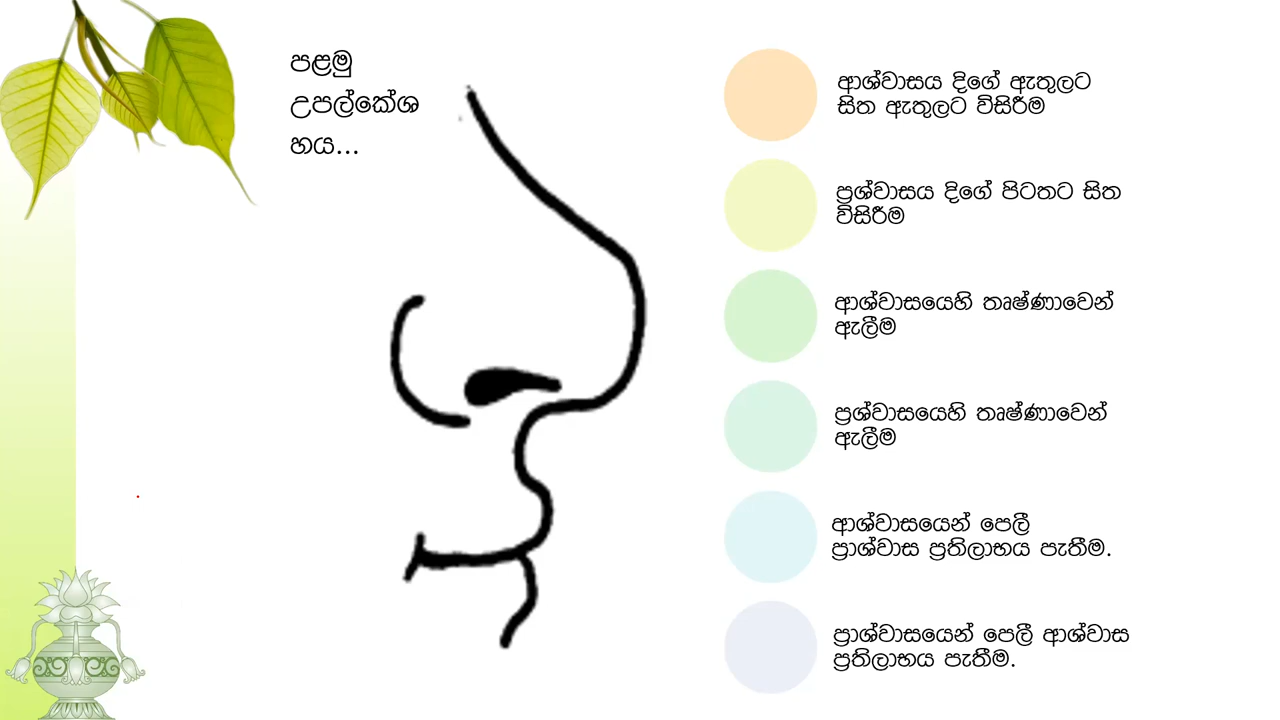 පළමු
උපල්කේශ
හය...
ආශ්වාසය දිගේ ඇතුලට
සිත ඇතුලට විසිරීම
ප්‍රශ්වාසය දිගේ පිටතට සිත
විසිරීම
ආශ්වාසයෙහි තෘෂ්ණාවෙන්
ඇලීම
ප්‍රශ්වාසයෙහි තෘෂ්ණාවෙන්
ඇලීම
ආශ්වාසයෙන් පෙලී
ප්‍රාශ්වාස ප්‍රතිලාභය පැතීම.
ප්‍රාශ්වාසයෙන් පෙලී ආශ්වාස
ප්‍රතිලාභය පැතීම.